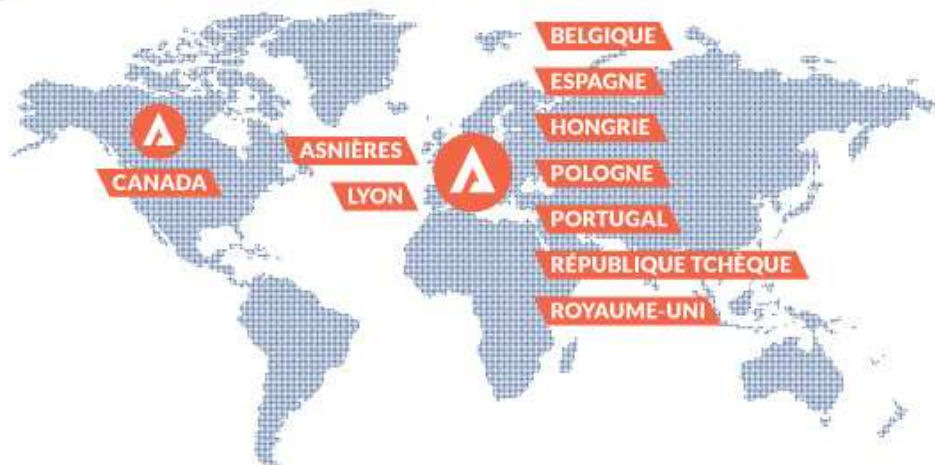 CANADA
ASNIÈRES
LYON
BELGIQUE
ESPAGNE
HONGRIE
POLOGNE
PORTUGAL
RÉPUBLIQUE TCHÈQUE
ROYAUME-UNI